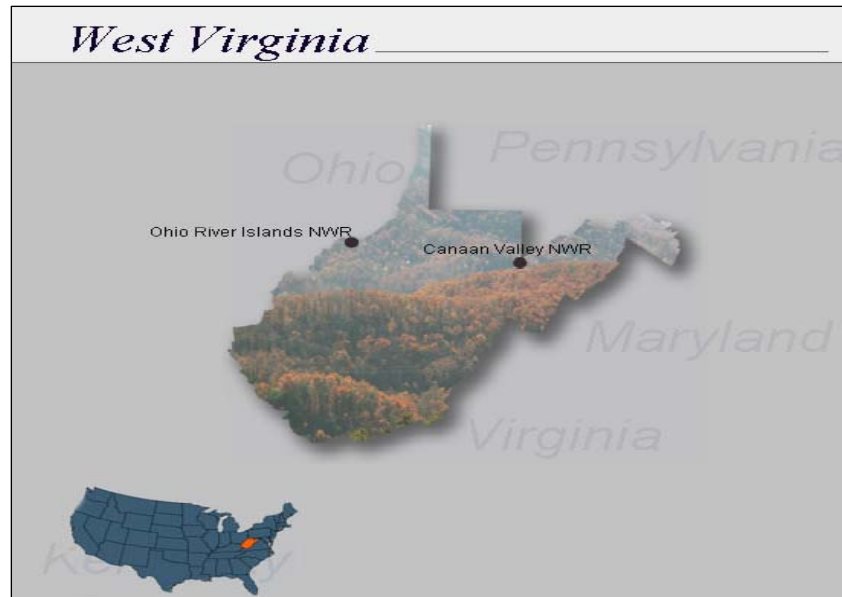 West Virginia
Pennsylvania
Ohio
Ohio River Islands NWR
Canaan Valley NWR
Maryland
Virginia